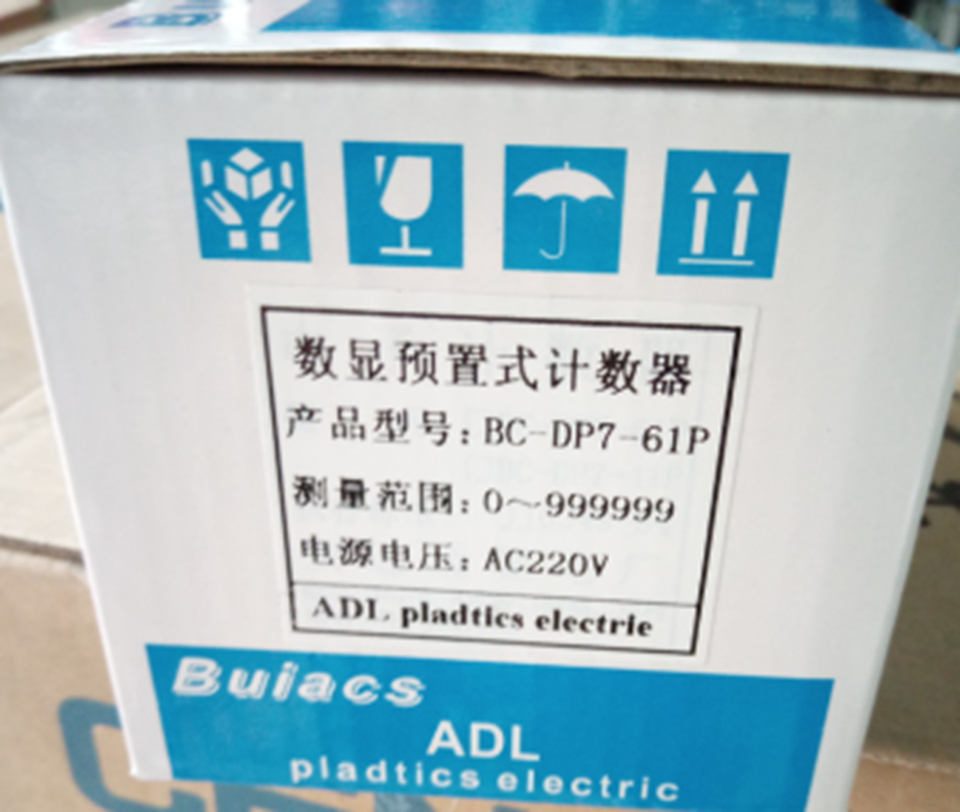 数显预置式计数器
产品型号：BC-DP7-61P
测量范围：0～999999
电源电压：AC220V
ADL pladtics electrie
Buiacs
ADL
pladtics electric